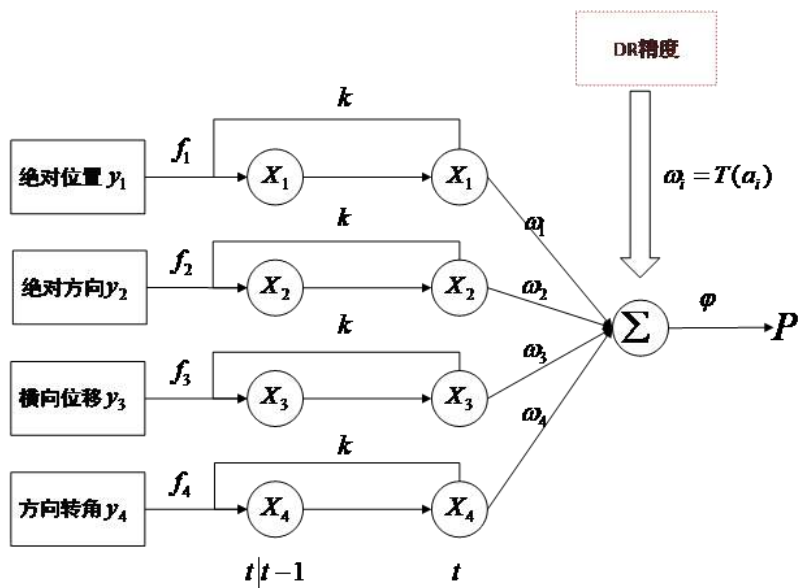 DR精度
ωᵢ = T(aᵢ)
k
绝对位置 y₁
f₁
X₁
X₁
ω₁
k
绝对方向 y₂
f₂
X₂
X₂
ω₂
Σ
φ
P
k
横向位移 y₃
f₃
X₃
X₃
ω₃
k
方向转角 y₄
f₄
X₄
X₄
ω₄
t|t−1
t